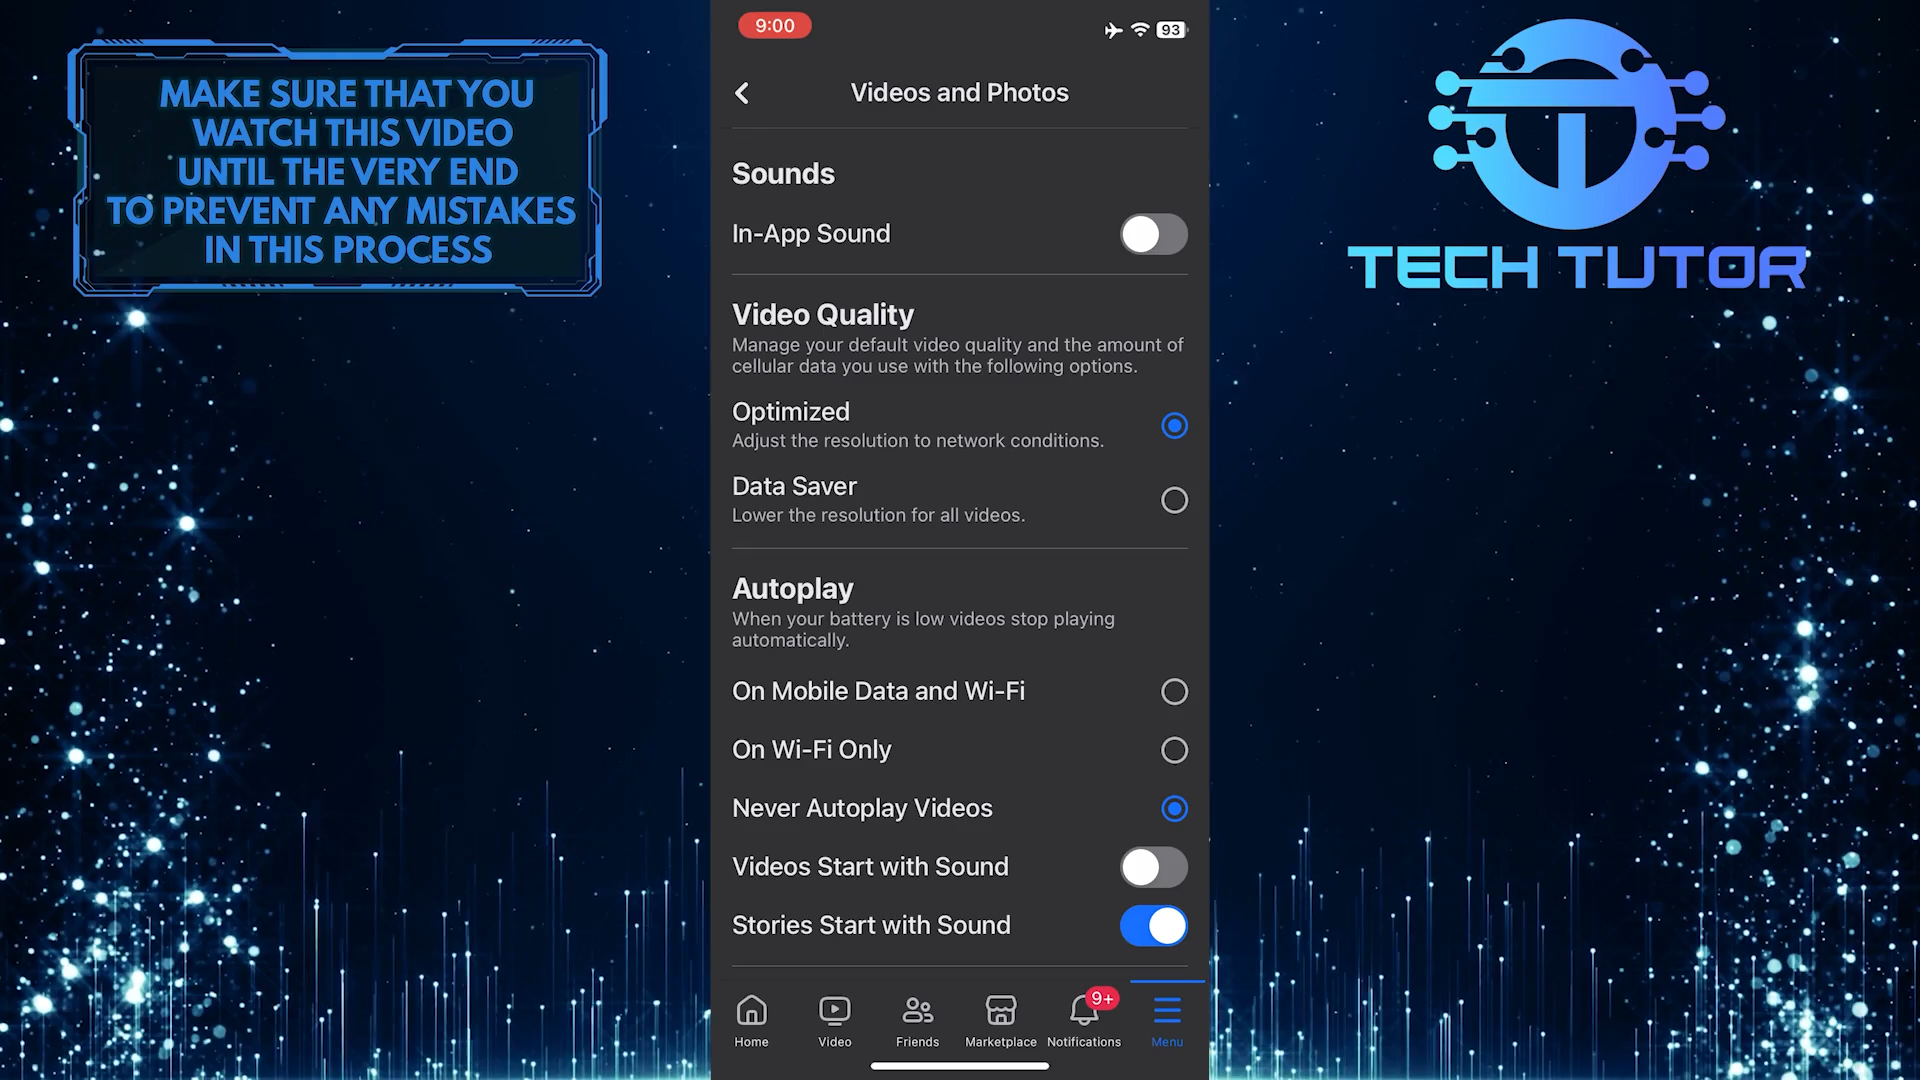 MAKE SURE THAT YOU
WATCH THIS VIDEO
UNTIL THE VERY END
TO PREVENT ANY MISTAKES
IN THIS PROCESS
9:00
93
Videos and Photos
Sounds
In-App Sound
Video Quality
Manage your default video quality and the amount of
cellular data you use with the following options.
Optimized
Adjust the resolution to network conditions.
Data Saver
Lower the resolution for all videos.
Autoplay
When your battery is low videos stop playing
automatically.
On Mobile Data and Wi-Fi
On Wi-Fi Only
Never Autoplay Videos
Videos Start with Sound
Stories Start with Sound
9+
Home Video Friends Marketplace Notifications Menu
TECH TUTOR